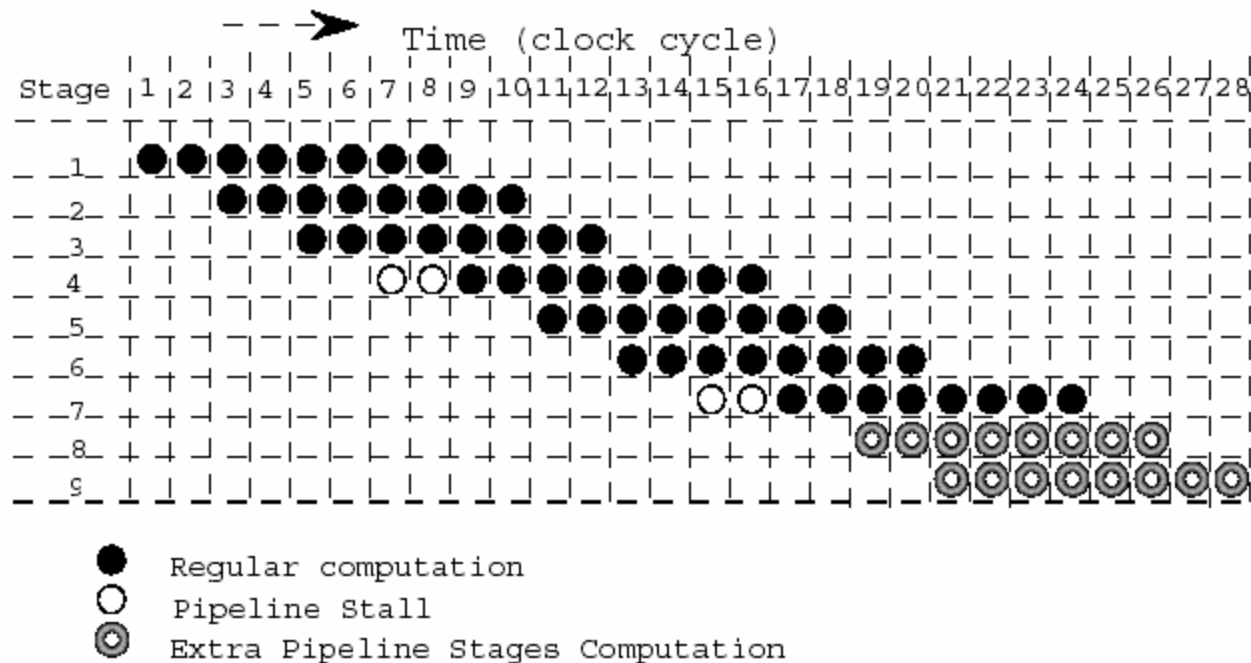 Time (clock cycle)
Stage 1 2 3 4 5 6 7 8 9 10 11 12 13 14 15 16 17 18 19 20 21 22 23 24 25 26 27 28
1
2
3
4
5
6
7
8
9
Regular computation
Pipeline Stall
Extra Pipeline Stages Computation